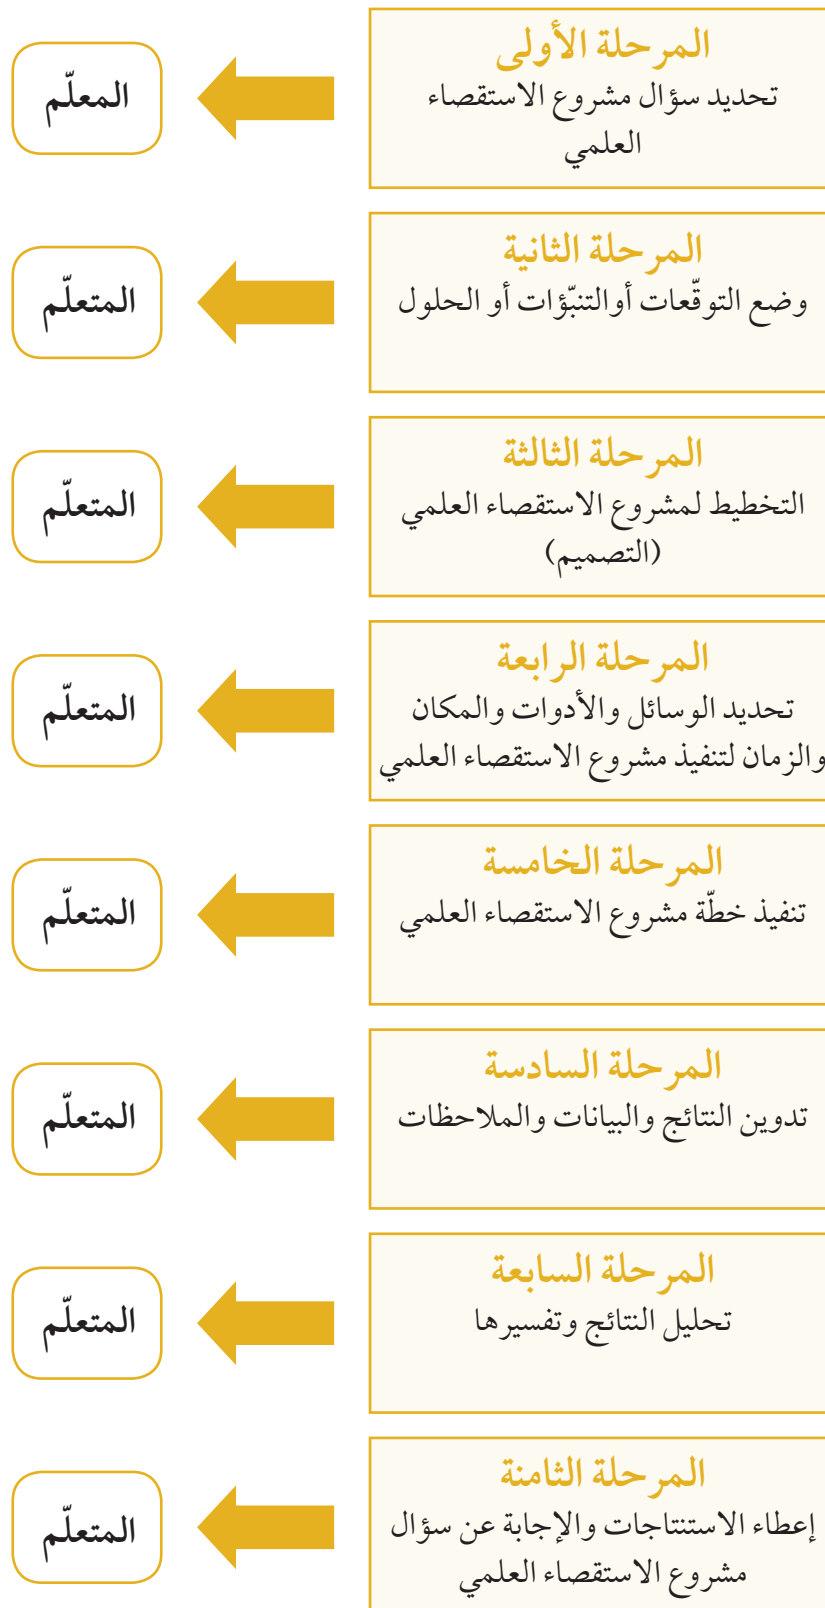 المرحلة الأولى
تحديد سؤال مشروع الاستقصاء
العلمي
المعلّم
المرحلة الثانية
وضع التوقّعات أوالتنبّؤات أو الحلول
المتعلّم
المرحلة الثالثة
التخطيط لمشروع الاستقصاء العلمي
(التصميم)
المتعلّم
المرحلة الرابعة
تحديد الوسائل والأدوات والمكان
والزمان لتنفيذ مشروع الاستقصاء العلمي
المتعلّم
المرحلة الخامسة
تنفيذ خطّة مشروع الاستقصاء العلمي
المتعلّم
المرحلة السادسة
تدوين النتائج والبيانات والملاحظات
المتعلّم
المرحلة السابعة
تحليل النتائج وتفسيرها
المتعلّم
المرحلة الثامنة
إعطاء الاستنتاجات والإجابة عن سؤال
مشروع الاستقصاء العلمي
المتعلّم